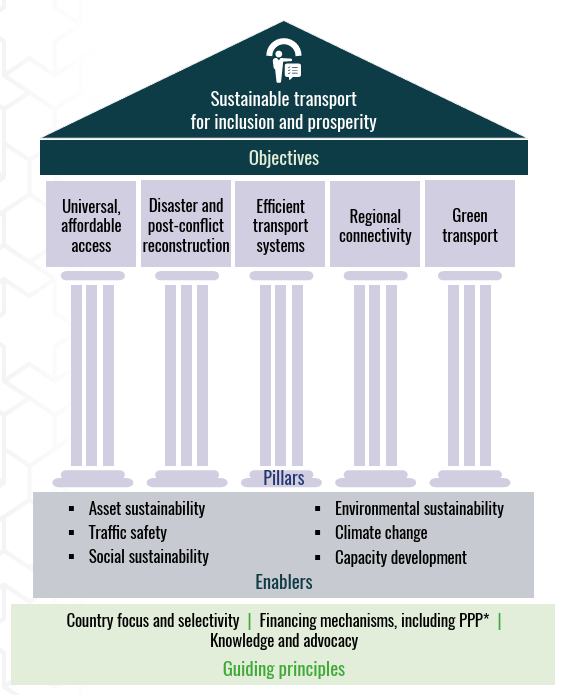 Sustainable transport
for inclusion and prosperity
Objectives
Universal,
affordable
access
Disaster and
post-conflict
reconstruction
Efficient
transport
systems
Regional
connectivity
Green
transport
Pillars
▪ Asset sustainability
▪ Traffic safety
▪ Social sustainability
▪ Environmental sustainability
▪ Climate change
▪ Capacity development
Enablers
Country focus and selectivity | Financing mechanisms, including PPP* |
Knowledge and advocacy
Guiding principles